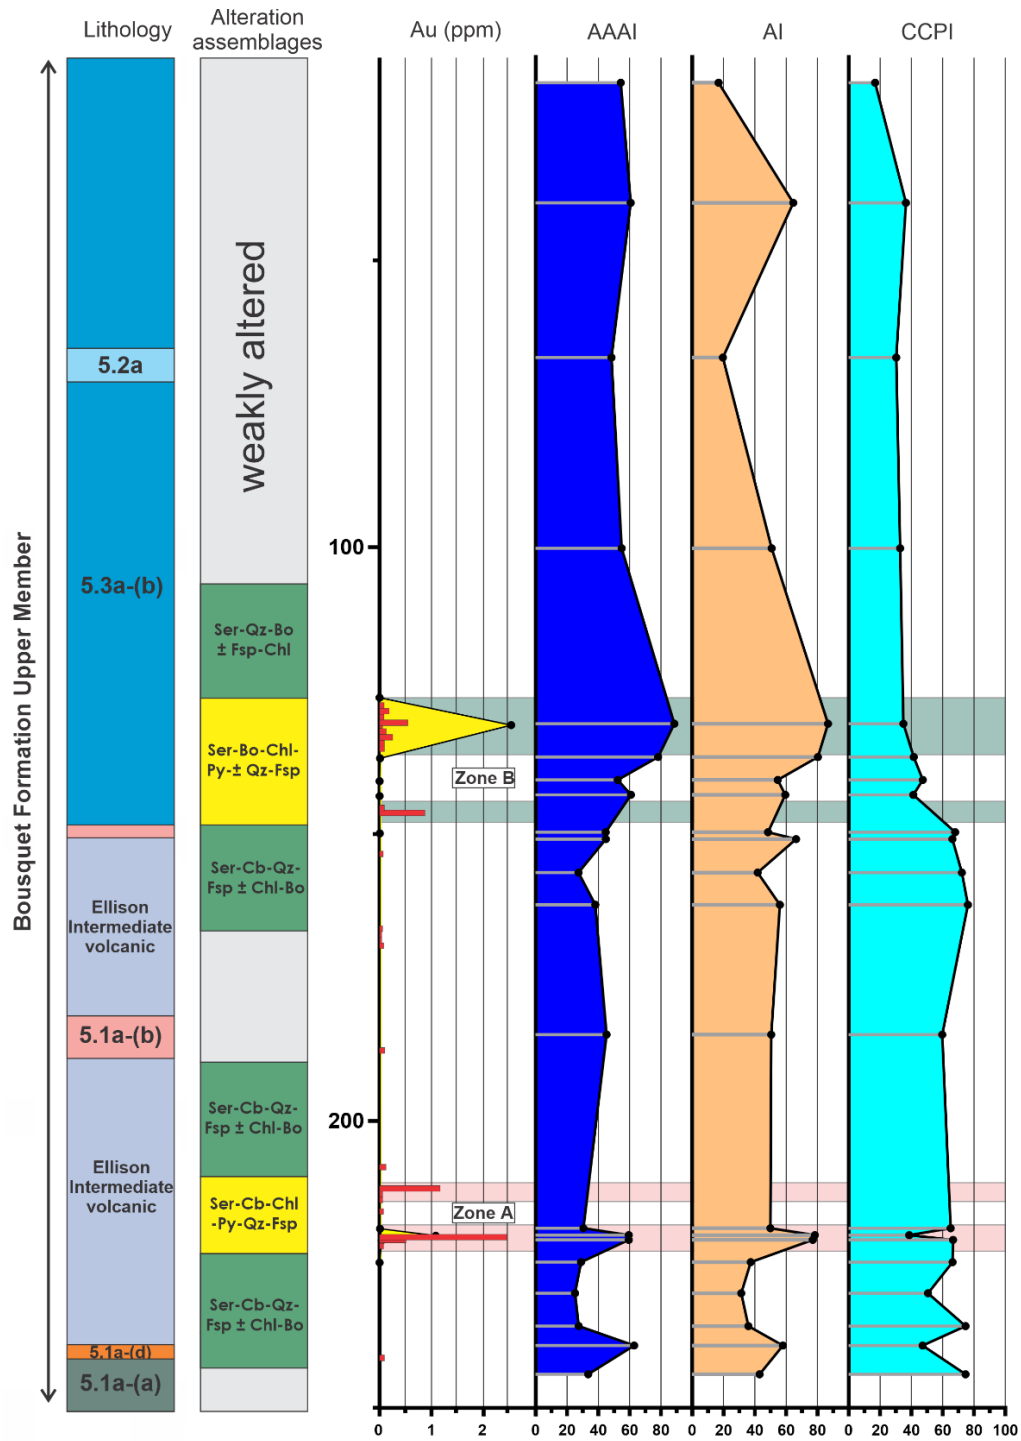 Lithology
Alteration
assemblages
Au (ppm)
AAAI
AI
CCPI
Bousquet Formation Upper Member
5.2a
5.3a-(b)
Ellison
Intermediate
volcanic
5.1a-(b)
Ellison
Intermediate
volcanic
5.1a-(d)
5.1a-(a)
weakly altered
Ser-Qz-Bo
± Fsp-Chl
Ser-Bo-Chl-
Py-± Qz-Fsp
Ser-Cb-Qz-
Fsp ± Chl-Bo
Ser-Cb-Qz-
Fsp ± Chl-Bo
Ser-Cb-Chl
-Py-Qz-Fsp
Ser-Cb-Qz-
Fsp ± Chl-Bo
100
200
Zone B
Zone A
0 1 2
0 20 40 60 80
0 20 40 60 80
0 20 40 60 80 100